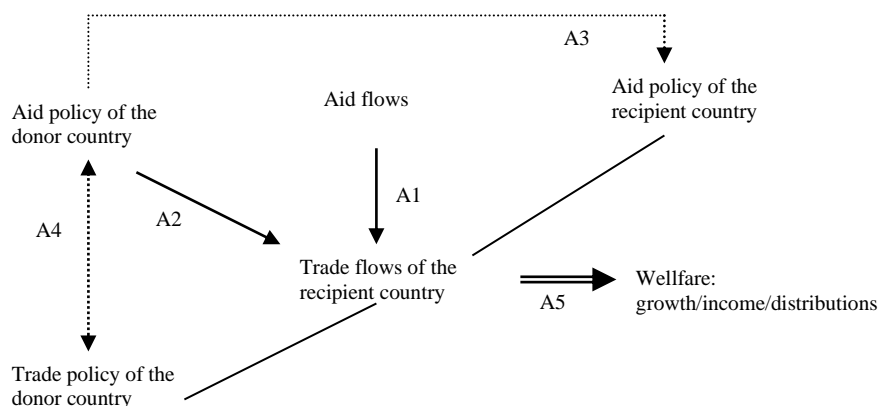 A3
Aid policy of the
donor country
Aid flows
Aid policy of the
recipient country
A4
A2
A1
Trade flows of the
recipient country
A5
Wellfare:
growth/income/distributions
Trade policy of the
donor country